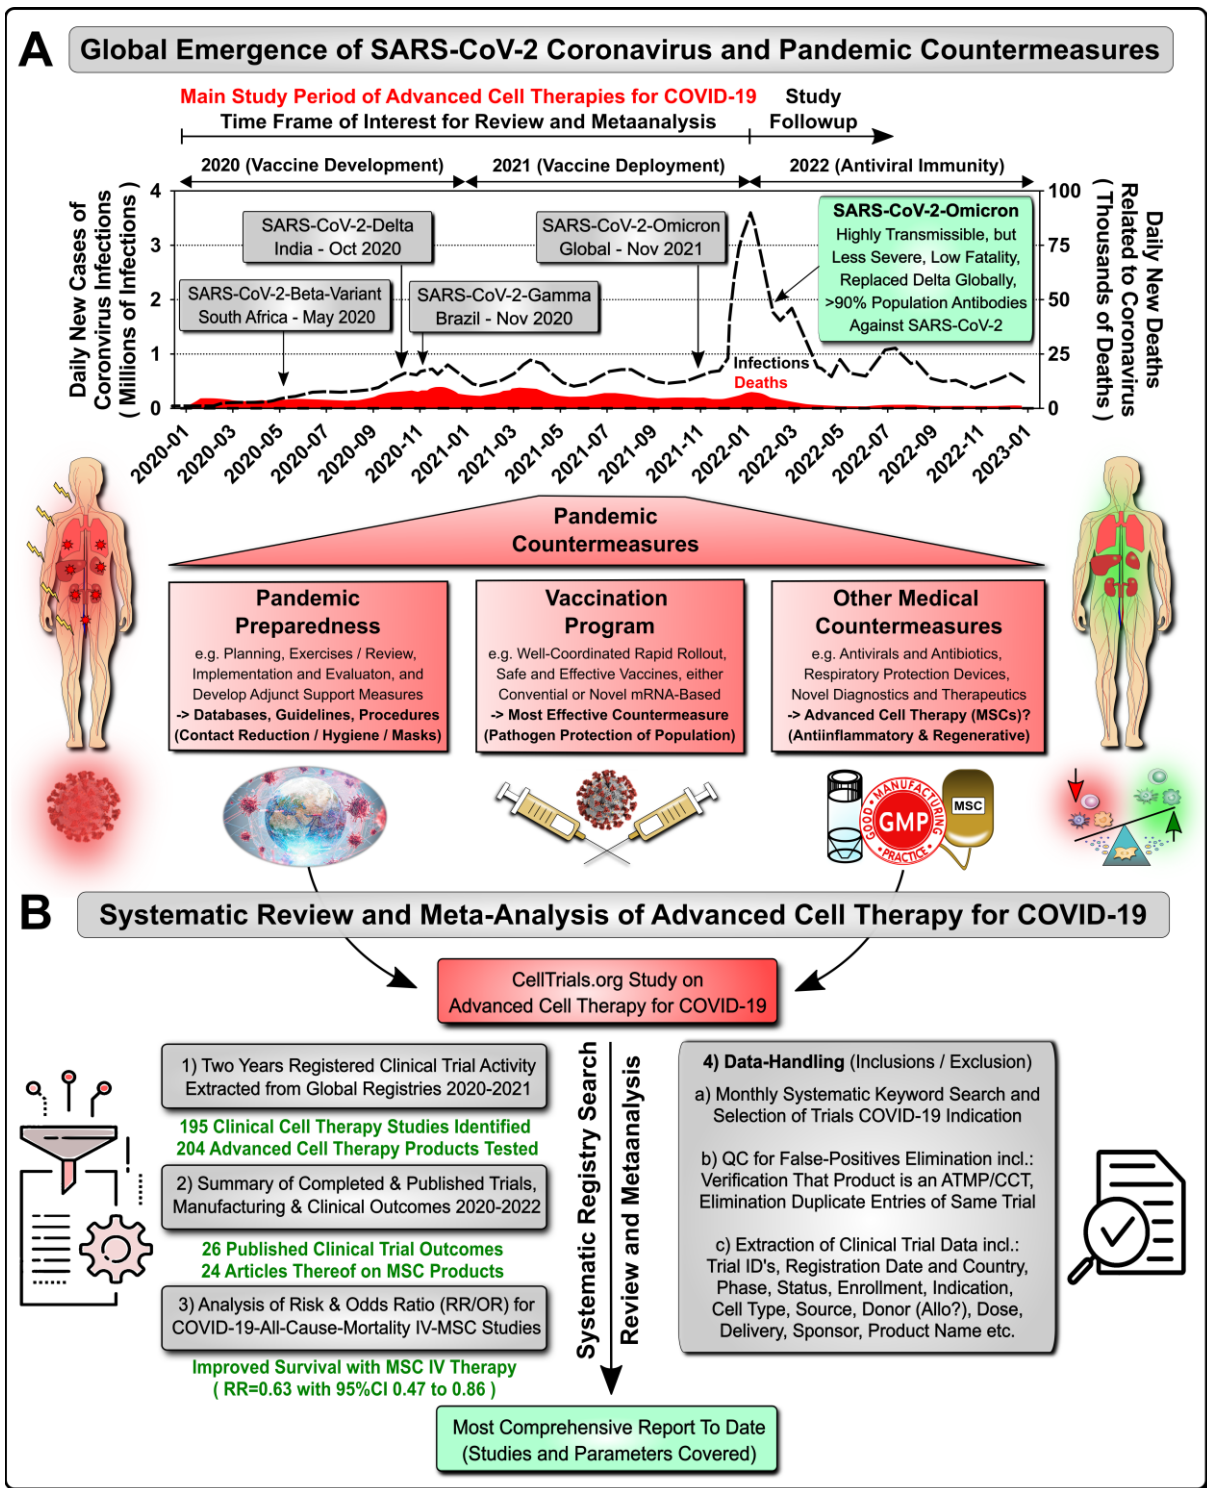 A
Global Emergence of SARS-CoV-2 Coronavirus and Pandemic Countermeasures
Main Study Period of Advanced Cell Therapies for COVID-19
Time Frame of Interest for Review and Metaanalysis
Study
Followup
2020 (Vaccine Development)
2021 (Vaccine Deployment)
2022 (Antiviral Immunity)
Daily New Cases of
Coronvirus Infections
( Millions of Infections)
4
3
2
1
0
SARS-CoV-2-Delta
India - Oct 2020
SARS-CoV-2-Beta-Variant
South Africa - May 2020
SARS-CoV-2-Gamma
Brazil - Nov 2020
SARS-CoV-2-Omicron
Global - Nov 2021
SARS-CoV-2-Omicron
Highly Transmissible, but
Less Severe, Low Fatality,
Replaced Delta Globally,
>90% Population Antibodies
Against SARS-CoV-2
Infections
Deaths
100
75
50
25
0
Daily New Deaths
Related to Coronavirus
( Thousands of Deaths)
2020-01
2020-03
2020-05
2020-07
2020-09
2020-11
2021-01
2021-03
2021-05
2021-07
2021-09
2021-11
2022-01
2022-03
2022-05
2022-07
2022-09
2022-11
2023-01
Pandemic
Countermeasures
Pandemic
Preparedness
e.g. Planning, Exercises / Review,
Implementation and Evaluaton, and
Develop Adjunct Support Measures
-> Databases, Guidelines, Procedures
(Contact Reduction / Hygiene / Masks)
Vaccination
Program
e.g. Well-Coordinated Rapid Rollout,
Safe and Effective Vaccines, either
Convential or Novel mRNA-Based
-> Most Effective Countermeasure
(Pathogen Protection of Population)
Other Medical
Countermeasures
e.g. Antivirals and Antibiotics,
Respiratory Protection Devices,
Novel Diagnostics and Therapeutics
-> Advanced Cell Therapy (MSCs)?
(Antiinflammatory & Regenerative)
GOOD • MANUFACTURING
GMP
• PRACTICE •
MSC
B
Systematic Review and Meta-Analysis of Advanced Cell Therapy for COVID-19
CellTrials.org Study on
Advanced Cell Therapy for COVID-19
1) Two Years Registered Clinical Trial Activity
Extracted from Global Registries 2020-2021
195 Clinical Cell Therapy Studies Identified
204 Advanced Cell Therapy Products Tested
2) Summary of Completed & Published Trials,
Manufacturing & Clinical Outcomes 2020-2022
26 Published Clinical Trial Outcomes
24 Articles Thereof on MSC Products
3) Analysis of Risk & Odds Ratio (RR/OR) for
COVID-19-All-Cause-Mortality IV-MSC Studies
Improved Survival with MSC IV Therapy
( RR=0.63 with 95%CI 0.47 to 0.86 )
Systematic Registry Search
Review and Metaanalysis
4) Data-Handling (Inclusions / Exclusion)
a) Monthly Systematic Keyword Search and
Selection of Trials COVID-19 Indication
b) QC for False-Positives Elimination incl.:
Verification That Product is an ATMP/CCT,
Elimination Duplicate Entries of Same Trial
c) Extraction of Clinical Trial Data incl.:
Trial ID's, Registration Date and Country,
Phase, Status, Enrollment, Indication,
Cell Type, Source, Donor (Allo?), Dose,
Delivery, Sponsor, Product Name etc.
Most Comprehensive Report To Date
(Studies and Parameters Covered)